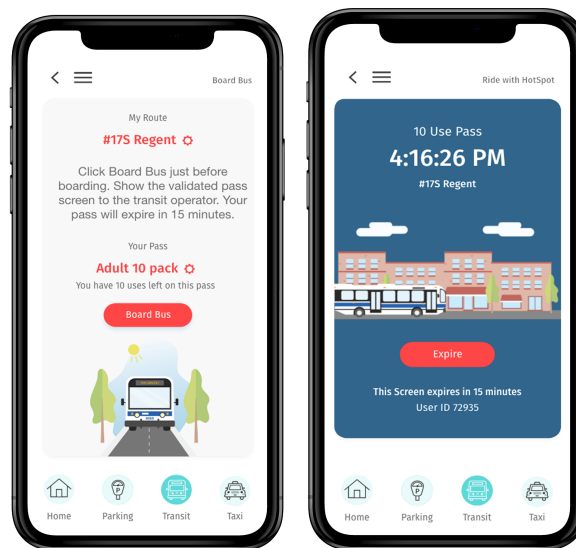 Board Bus
My Route
#17S Regent
Click Board Bus just before
boarding. Show the validated pass
screen to the transit operator. Your
pass will expire in 15 minutes.
Your Pass
Adult 10 pack
You have 10 uses left on this pass
Board Bus
P
Home
Parking
Transit
Taxi
Ride with HotSpot
10 Use Pass
4:16:26 PM
#17S Regent
Expire
This Screen expires in 15 minutes
User ID 72935
P
Home
Parking
Transit
Taxi